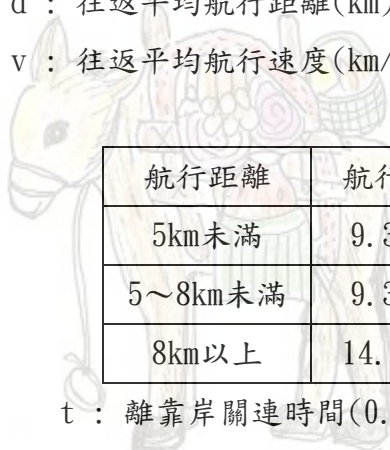 d : 往返平均航行距離(km)
v : 往返平均航行速度(km/
航行距離 航行
5km未滿 9.3
5～8km未滿 9.3
8km以上 14.
t : 離靠岸關連時間(0.